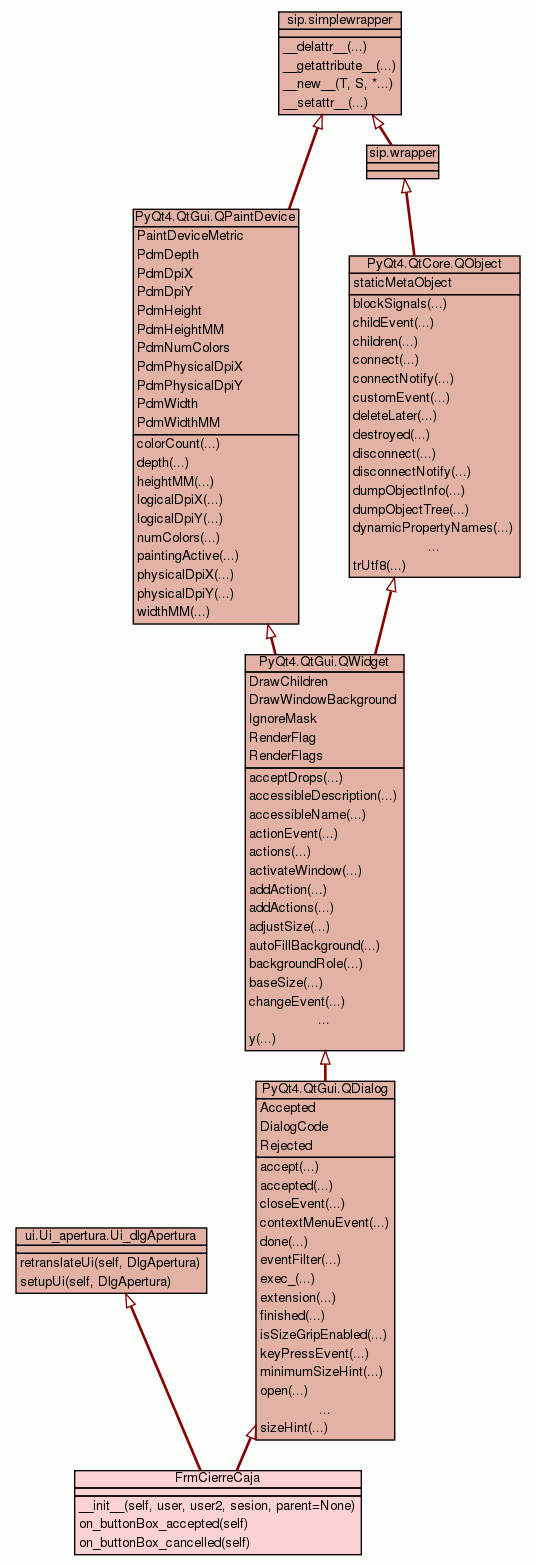 sip.simplewrapper
__delattr__(...)
__getattribute__(...)
__new__(T, S, *...)
__setattr__(...)
sip.wrapper
PyQt4.QtGui.QPaintDevice
PaintDeviceMetric
PdmDepth
PdmDpiX
PdmDpiY
PdmHeight
PdmHeightMM
PdmNumColors
PdmPhysicalDpiX
PdmPhysicalDpiY
PdmWidth
PdmWidthMM
colorCount(...)
depth(...)
heightMM(...)
logicalDpiX(...)
logicalDpiY(...)
numColors(...)
paintingActive(...)
physicalDpiX(...)
physicalDpiY(...)
widthMM(...)
PyQt4.QtCore.QObject
staticMetaObject
blockSignals(...)
childEvent(...)
children(...)
connect(...)
connectNotify(...)
customEvent(...)
deleteLater(...)
destroyed(...)
disconnect(...)
disconnectNotify(...)
dumpObjectInfo(...)
dumpObjectTree(...)
dynamicPropertyNames(...)
...
trUtf8(...)
PyQt4.QtGui.QWidget
DrawChildren
DrawWindowBackground
IgnoreMask
RenderFlag
RenderFlags
acceptDrops(...)
accessibleDescription(...)
accessibleName(...)
actionEvent(...)
actions(...)
activateWindow(...)
addAction(...)
addActions(...)
adjustSize(...)
autoFillBackground(...)
backgroundRole(...)
baseSize(...)
changeEvent(...)
...
y(...)
PyQt4.QtGui.QDialog
Accepted
DialogCode
Rejected
accept(...)
accepted(...)
closeEvent(...)
contextMenuEvent(...)
done(...)
eventFilter(...)
exec_(...)
extension(...)
finished(...)
isSizeGripEnabled(...)
keyPressEvent(...)
minimumSizeHint(...)
open(...)
...
sizeHint(...)
ui.Ui_apertura.Ui_dlgApertura
retranslateUi(self, DlgApertura)
setupUi(self, DlgApertura)
FrmCierreCaja
__init__(self, user, user2, sesion, parent=None)
on_buttonBox_accepted(self)
on_buttonBox_cancelled(self)